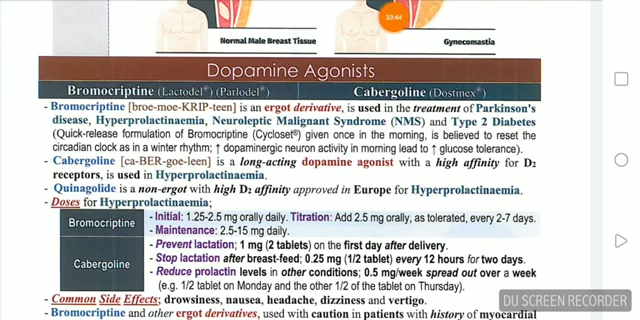 33:44
Normal Male Breast Tissue
Gynecomastia
Dopamine Agonists
Bromocriptine (Lactodel®) (Parlodel®)
Cabergoline (Dostinex®)
- Bromocriptine [broe-moe-KRIP-teen] is an ergot derivative, is used in the treatment of Parkinson's
disease, Hyperprolactinaemia, Neuroleptic Malignant Syndrome (NMS) and Type 2 Diabetes
(Quick-release formulation of Bromocriptine (Cycloset®) given once in the morning, is believed to reset the
circadian clock as in a winter rhythm; ↑ dopaminergic neuron activity in morning lead to ↑ glucose tolerance).
- Cabergoline [ca-BER-goe-leen] is a long-acting dopamine agonist with a high affinity for D2
receptors, is used in Hyperprolactinaemia.
- Quinagolide is a non-ergot with high D2 affinity approved in Europe for Hyperprolactinaemia.
- Doses for Hyperprolactinaemia;
Bromocriptine
- Initial: 1.25-2.5 mg orally daily. Titration: Add 2.5 mg orally, as tolerated, every 2-7 days.
- Maintenance: 2.5-15 mg daily.
Cabergoline
- Prevent lactation; 1 mg (2 tablets) on the first day after delivery.
- Stop lactation after breast-feed; 0.25 mg (1/2 tablet) every 12 hours for two days.
- Reduce prolactin levels in other conditions; 0.5 mg/week spread out over a week
(e.g. 1/2 tablet on Monday and the other 1/2 of the tablet on Thursday).
- Common Side Effects; drowsiness, nausea, headache, dizziness and vertigo.
- Bromocriptine and other ergot derivatives, used with caution in patients with history of myocardial
DU SCREEN RECORDER